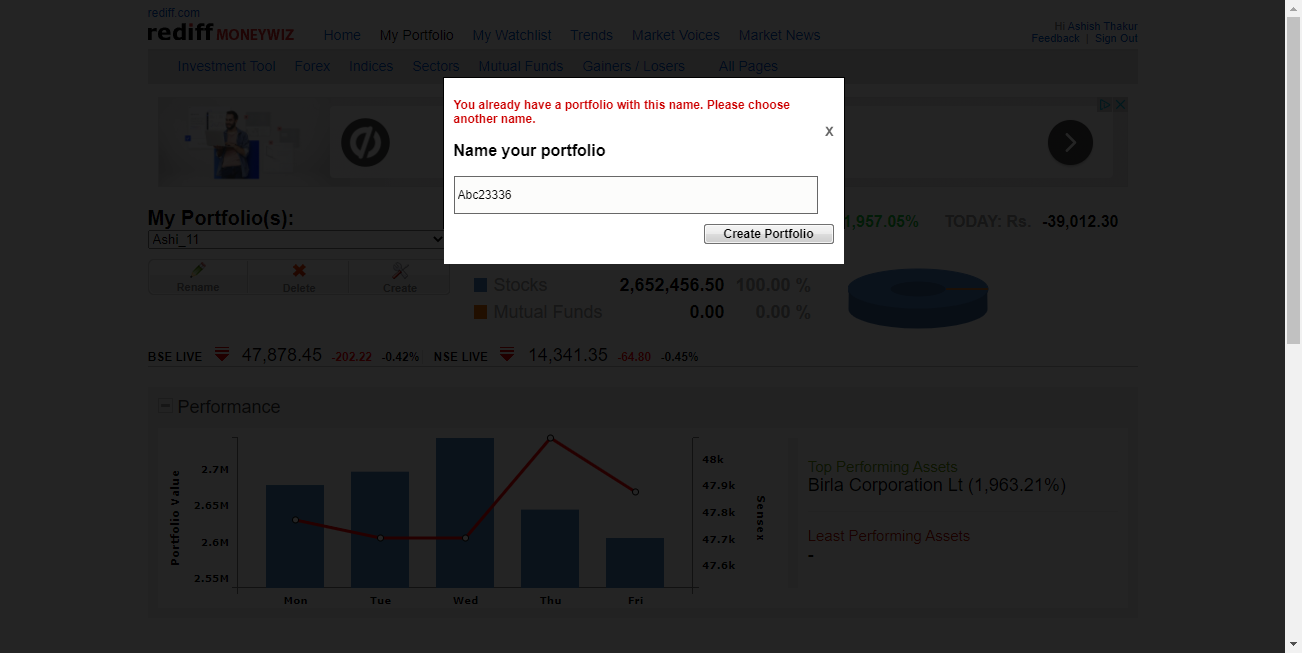 rediff.com
rediff MONEYWIZ
Home My Portfolio My Watchlist Trends Market Voices Market News
Hi Ashish Thakur
Feedback | Sign Out
Investment Tool Forex Indices Sectors Mutual Funds Gainers / Losers All Pages
You already have a portfolio with this name. Please choose
another name.
X
Name your portfolio
Abc23336
Create Portfolio
My Portfolio(s):
Ashi_11
Rename Delete Create
1,957.05% TODAY: Rs. -39,012.30
Stocks 2,652,456.50 100.00 %
Mutual Funds 0.00 0.00 %
BSE LIVE 47,878.45 -202.22 -0.42% NSE LIVE 14,341.35 -64.80 -0.45%
Performance
Portfolio Value
2.7M
2.65M
2.6M
2.55M
Mon Tue Wed Thu Fri
48k
47.9k
47.8k
47.7k
47.6k
Sensex
Top Performing Assets
Birla Corporation Lt (1,963.21%)
Least Performing Assets
-